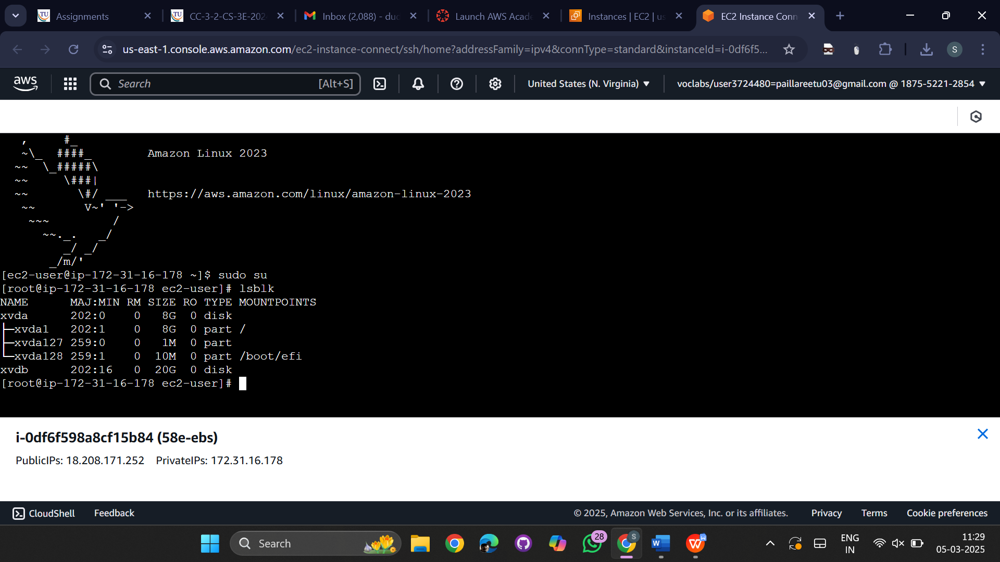 Assignments
CC-3-2-CS-3E-202
Inbox (2,088) - dud
Launch AWS Acade
Instances | EC2 | us
EC2 Instance Conn
us-east-1.console.aws.amazon.com/ec2-instance-connect/ssh/home?addressFamily=ipv4&connType=standard&instanceId=i-0df6f5...
S
aws
Search
[Alt+S]
United States (N. Virginia)
voclabs/user3724480=paillareetu03@gmail.com @ 1875-5221-2854
   ,     #_
   ~\_  ####_        Amazon Linux 2023
  ~~  \_#####\
  ~~     \###|
  ~~       \#/ ___   https://aws.amazon.com/linux/amazon-linux-2023
   ~~       V~' '->
    ~~~         /
      ~~._.   _/
         _/ _/
       _/m/'
[ec2-user@ip-172-31-16-178 ~]$ sudo su
[root@ip-172-31-16-178 ec2-user]# lsblk
NAME      MAJ:MIN RM SIZE RO TYPE MOUNTPOINTS
xvda      202:0    0   8G  0 disk
├─xvda1   202:1    0   8G  0 part /
├─xvda127 259:0    0   1M  0 part
└─xvda128 259:1    0  10M  0 part /boot/efi
xvdb      202:16   0  20G  0 disk
[root@ip-172-31-16-178 ec2-user]#
i-0df6f598a8cf15b84 (58e-ebs)
PublicIPs: 18.208.171.252 PrivateIPs: 172.31.16.178
CloudShell
Feedback
© 2025, Amazon Web Services, Inc. or its affiliates.
Privacy
Terms
Cookie preferences
Search
28
S
ENG
IN
11:29
05-03-2025